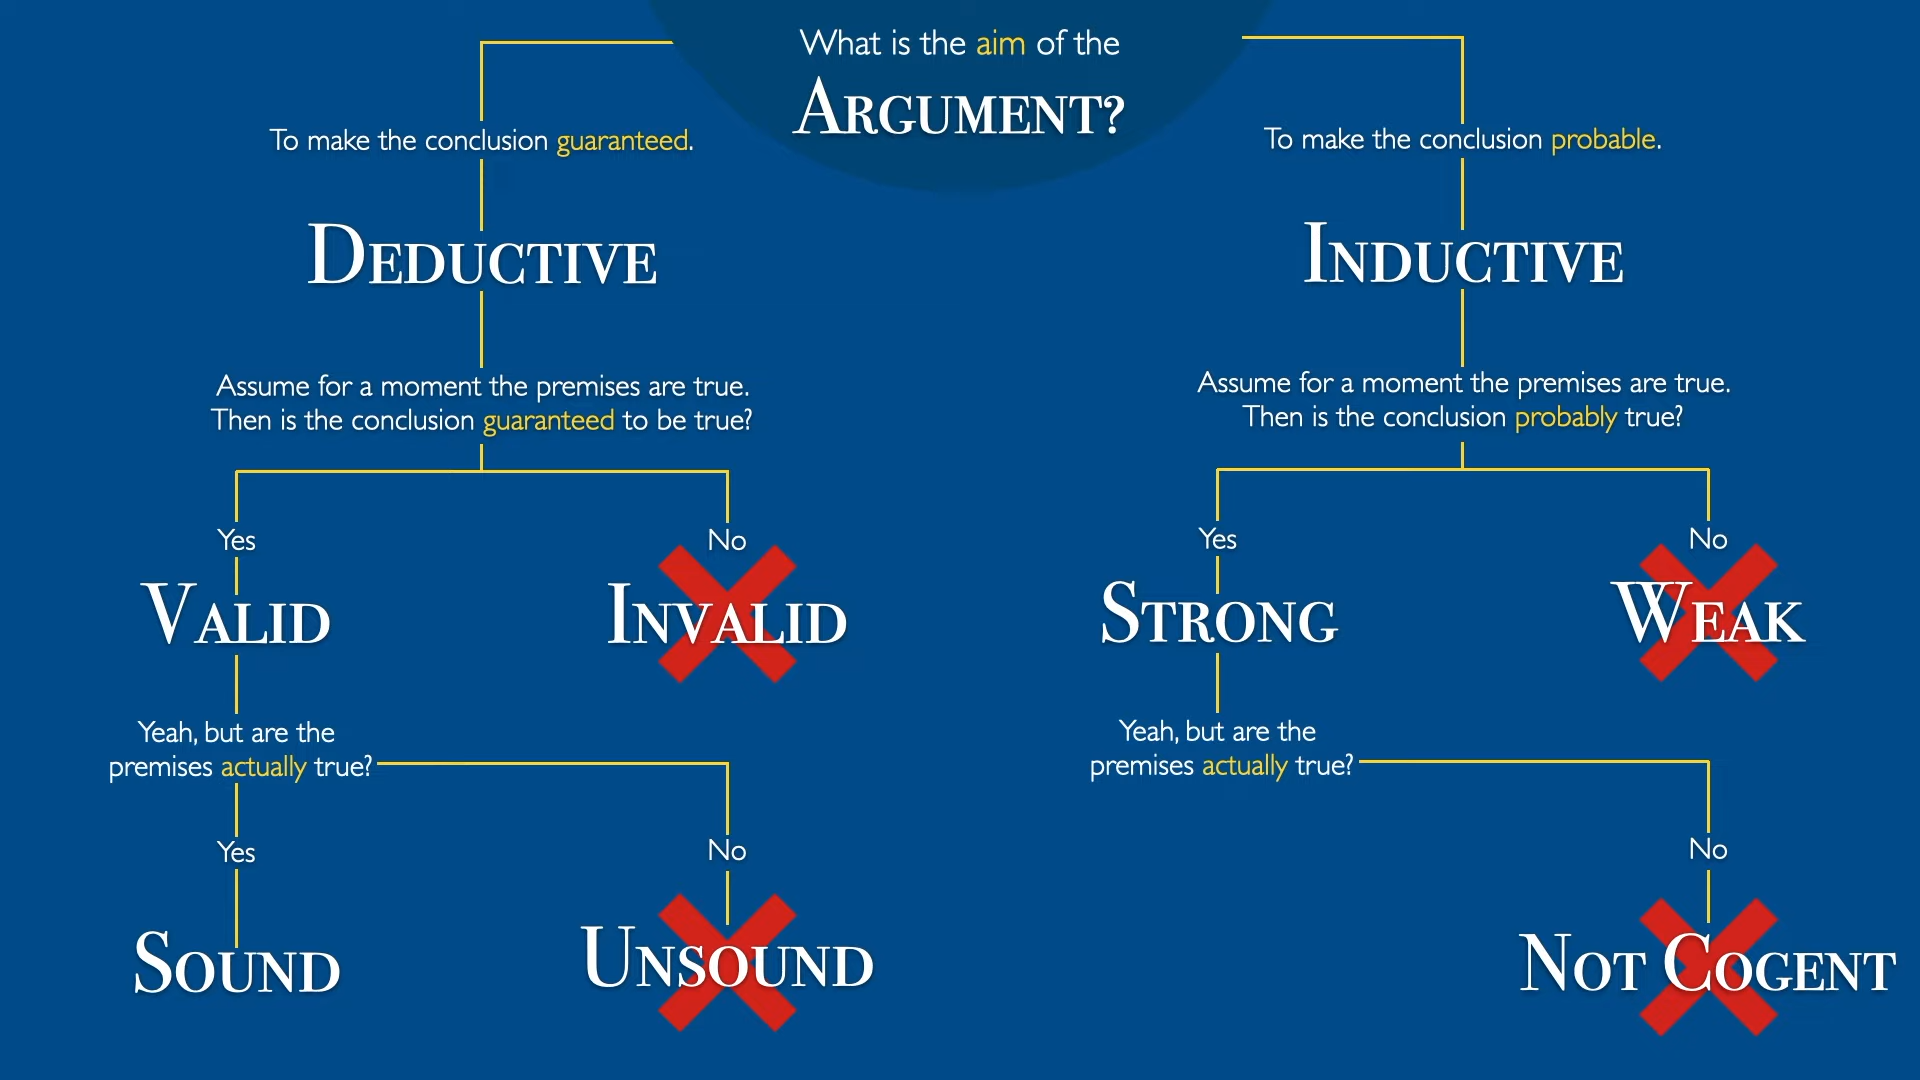 What is the aim of the
ARGUMENT?
To make the conclusion guaranteed.
DEDUCTIVE
Assume for a moment the premises are true.
Then is the conclusion guaranteed to be true?
Yes
VALID
No
INVALID
Yeah, but are the
premises actually true?
Yes
SOUND
No
UNSOUND
To make the conclusion probable.
INDUCTIVE
Assume for a moment the premises are true.
Then is the conclusion probably true?
Yes
STRONG
No
WEAK
Yeah, but are the
premises actually true?
No
NOT COGENT